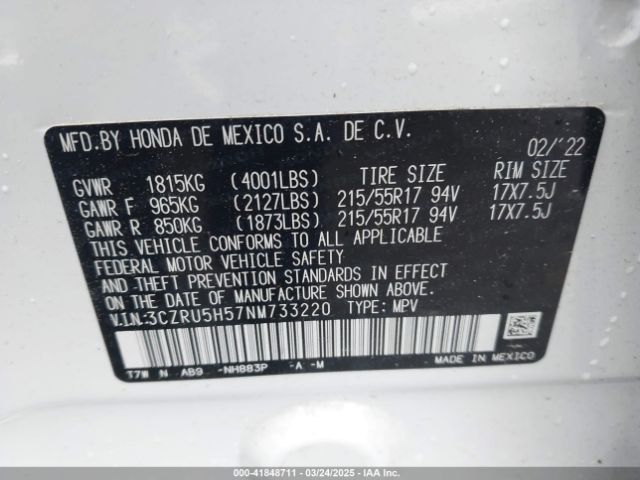 MFD.BY HONDA DE MEXICO S.A. DE C.V. 02/'22
GVWR 1815KG (4001LBS) TIRE SIZE RIM SIZE
GAWR F 965KG (2127LBS) 215/55R17 94V 17X7.5J
GAWR R 850KG (1873LBS) 215/55R17 94V 17X7.5J
THIS VEHICLE CONFORMS TO ALL APPLICABLE
FEDERAL MOTOR VEHICLE SAFETY
AND THEFT PREVENTION STANDARDS IN EFFECT
ON THE DATE OF MANUFACTURE SHOWN ABOVE.
V.I.N:3CZRU5H57NM733220 TYPE: MPV
T7W N AB9 -NH883P -A -M MADE IN MEXICO
000-41848711 - 03/24/2025 - IAA Inc.